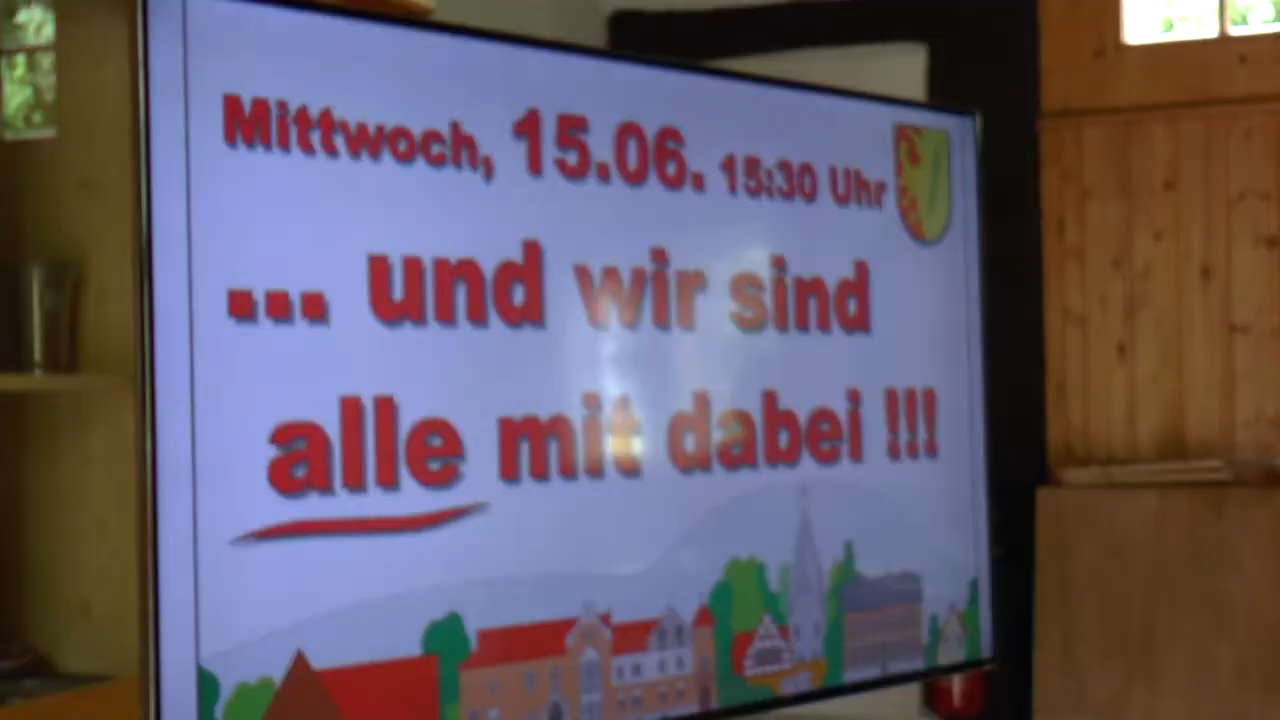 Mittwoch, 15.06. 15:30 Uhr
... und wir sind
alle mit dabei !!!